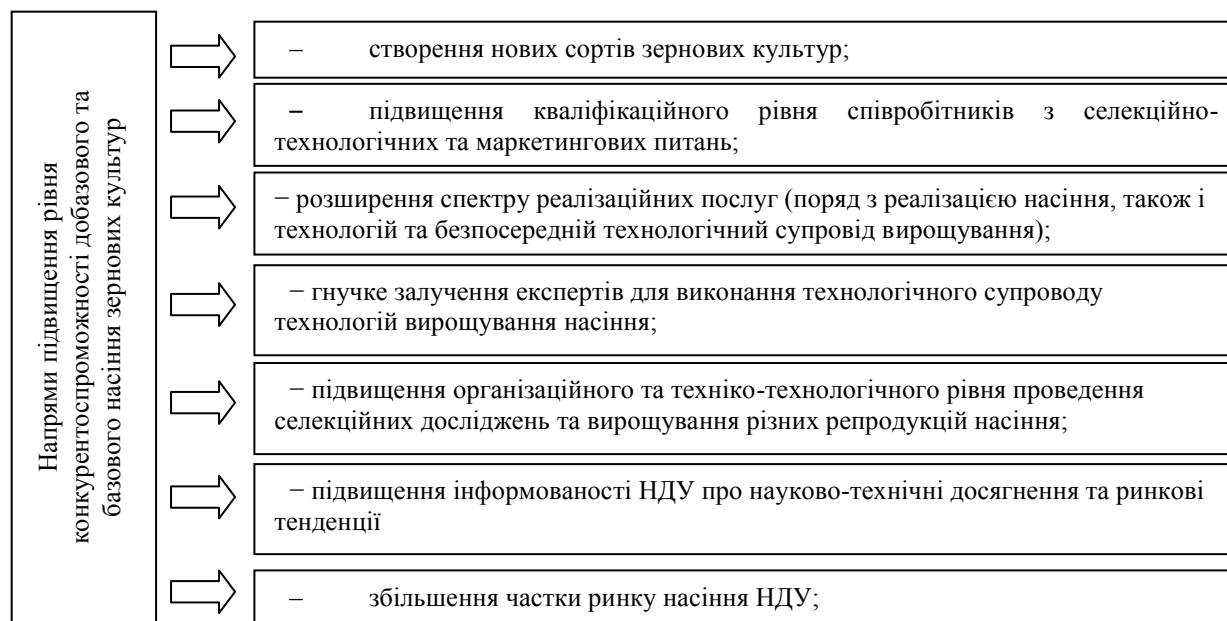 Напрями підвищення рівня
конкурентоспроможності добазового та
базового насіння зернових культур
– створення нових сортів зернових культур;
– підвищення кваліфікаційного рівня співробітників з селекційно-
технологічних та маркетингових питань;
− розширення спектру реалізаційних послуг (поряд з реалізацією насіння, також і
технологій та безпосередній технологічний супровід вирощування);
− гнучке залучення експертів для виконання технологічного супроводу
технологій вирощування насіння;
− підвищення організаційного та техніко-технологічного рівня проведення
селекційних досліджень та вирощування різних репродукцій насіння;
− підвищення інформованості НДУ про науково-технічні досягнення та ринкові
тенденції
– збільшення частки ринку насіння НДУ;